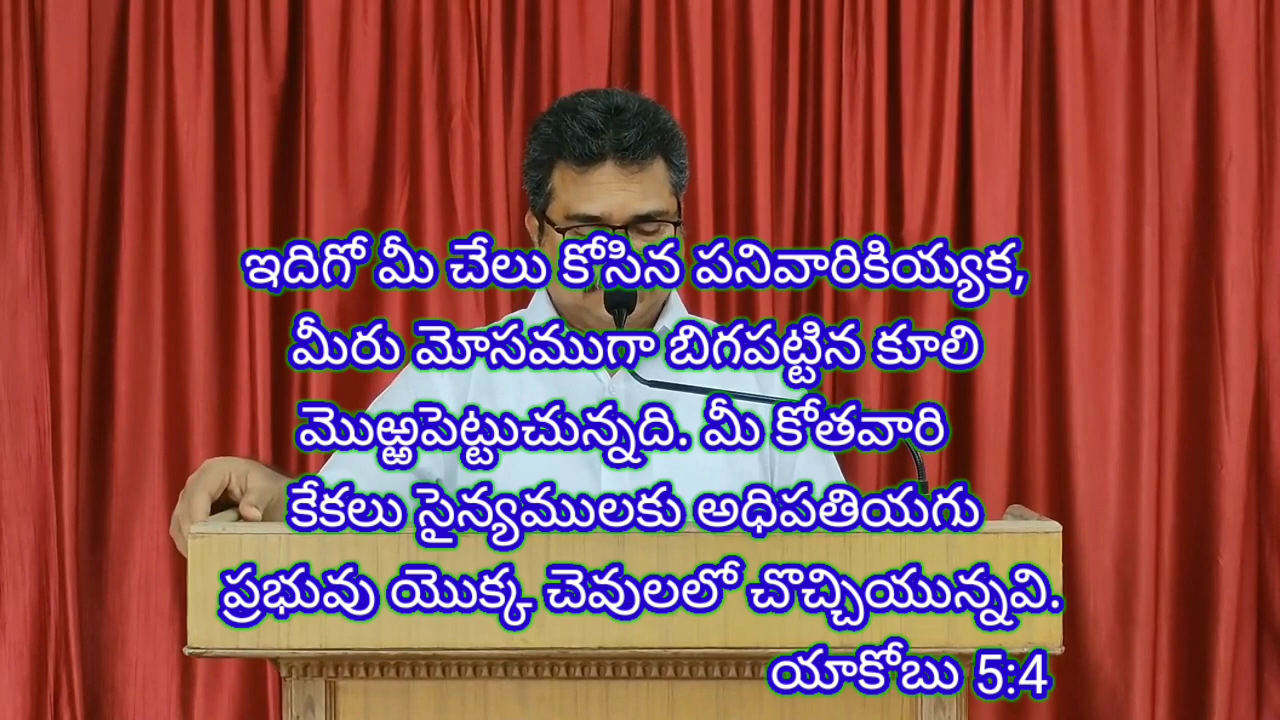 ఇదిగో మీ చేలు కోసిన పనివారికియ్యక,
మీరు మోసముగా బిగపట్టిన కూలి
మొఱ్ఱపెట్టుచున్నది. మీ కోతవారి
కేకలు సైన్యములకు అధిపతియగు
ప్రభువు యొక్క చెవులలో చొచ్చియున్నవి.
యాకోబు 5:4